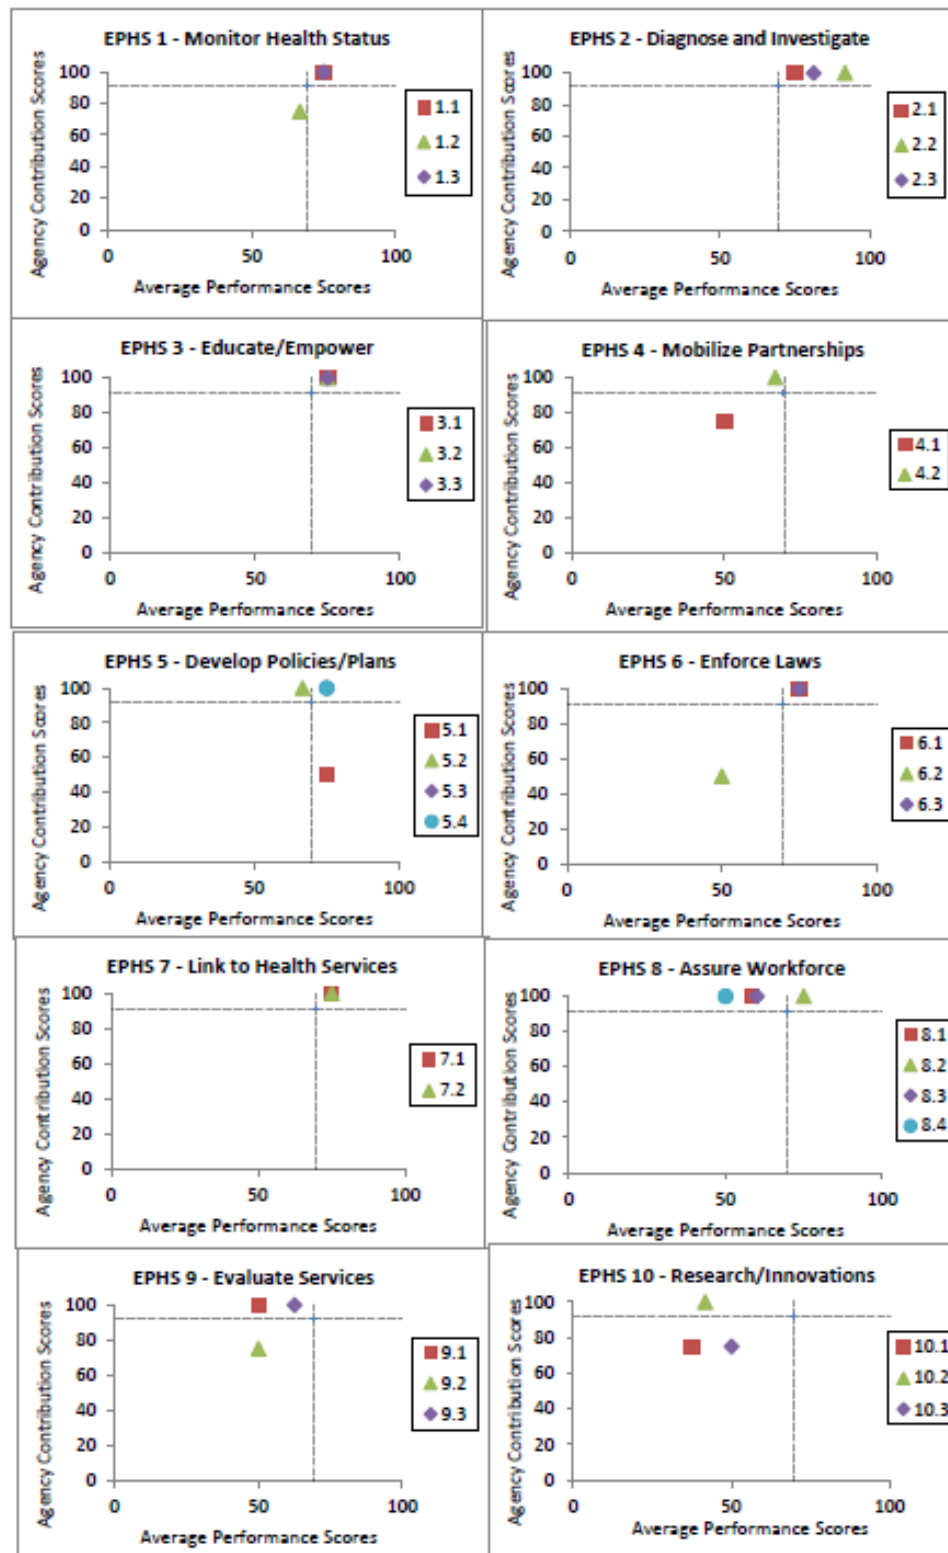 EPHS 1 - Monitor Health Status
Agency Contribution Scores
100
80
60
40
20
0
0 50 100
Average Performance Scores
1.1
1.2
1.3
EPHS 2 - Diagnose and Investigate
Agency Contribution Scores
100
80
60
40
20
0
0 50 100
Average Performance Scores
2.1
2.2
2.3
EPHS 3 - Educate/Empower
Agency Contribution Scores
100
80
60
40
20
0
0 50 100
Average Performance Scores
3.1
3.2
3.3
EPHS 4 - Mobilize Partnerships
Agency Contribution Scores
100
80
60
40
20
0
0 50 100
Average Performance Scores
4.1
4.2
EPHS 5 - Develop Policies/Plans
Agency Contribution Scores
100
80
60
40
20
0
0 50 100
Average Performance Scores
5.1
5.2
5.3
5.4
EPHS 6 - Enforce Laws
Agency Contribution Scores
100
80
60
40
20
0
0 50 100
Average Performance Scores
6.1
6.2
6.3
EPHS 7 - Link to Health Services
Agency Contribution Scores
100
80
60
40
20
0
0 50 100
Average Performance Scores
7.1
7.2
EPHS 8 - Assure Workforce
Agency Contribution Scores
100
80
60
40
20
0
0 50 100
Average Performance Scores
8.1
8.2
8.3
8.4
EPHS 9 - Evaluate Services
Agency Contribution Scores
100
80
60
40
20
0
0 50 100
Average Performance Scores
9.1
9.2
9.3
EPHS 10 - Research/Innovations
Agency Contribution Scores
100
80
60
40
20
0
0 50 100
Average Performance Scores
10.1
10.2
10.3